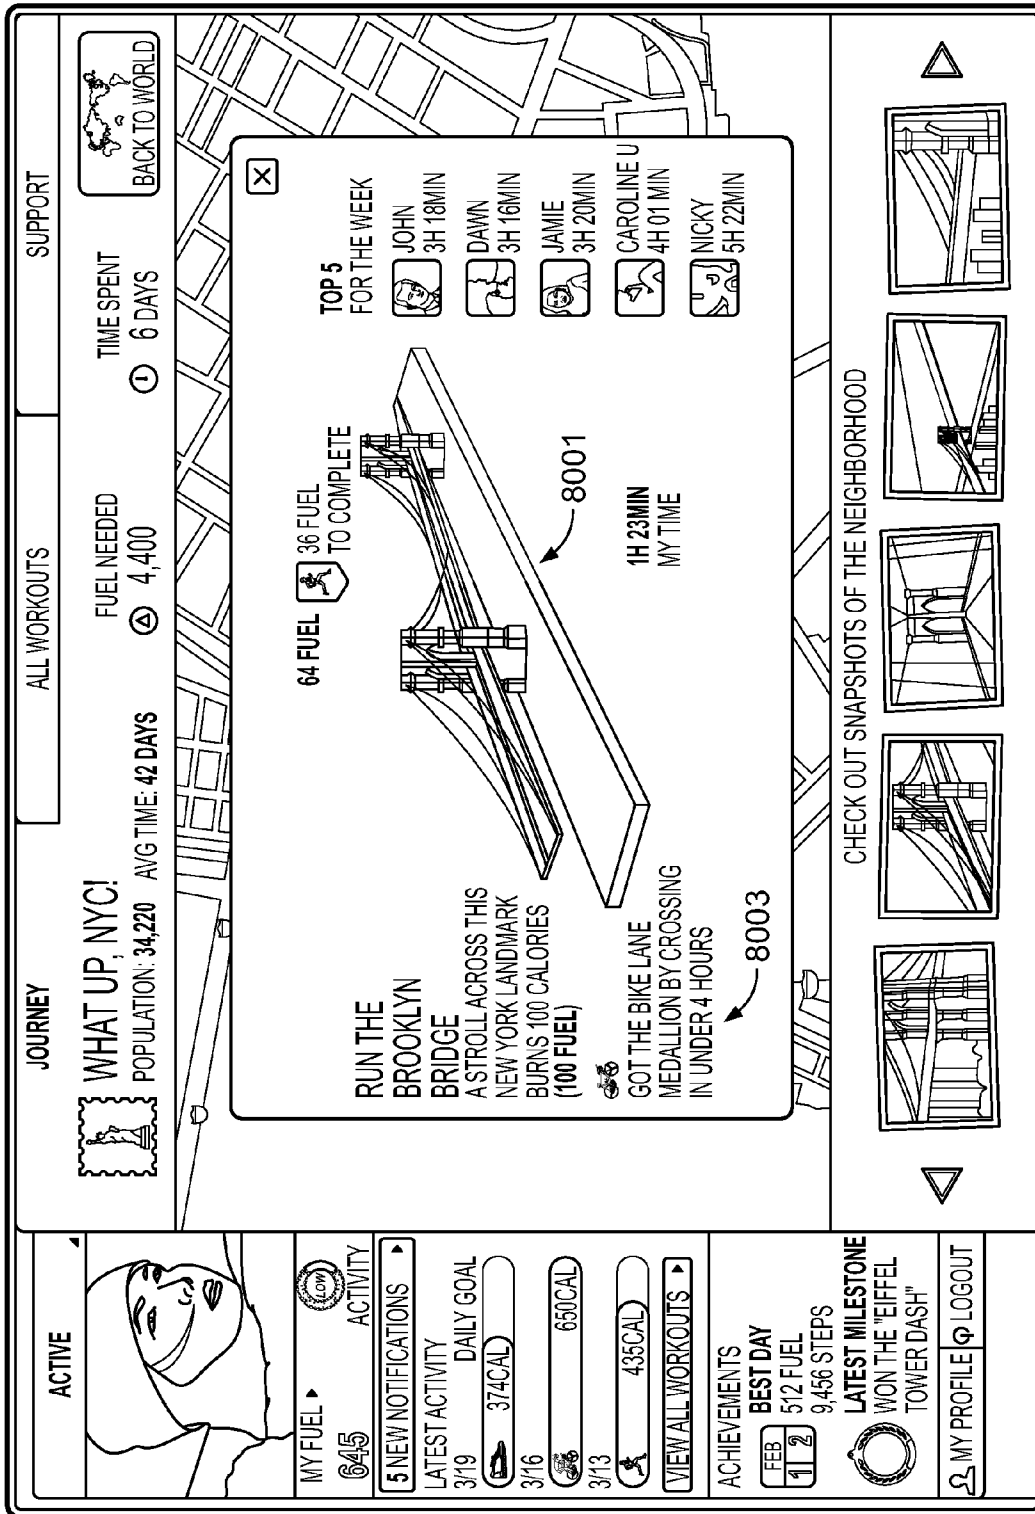 ACTIVE
MY FUEL
645
LOW
ACTIVITY
5 NEW NOTIFICATIONS
LATEST ACTIVITY
3/19 DAILY GOAL
374CAL
3/16
650CAL
3/13
435CAL
VIEW ALL WORKOUTS
ACHIEVEMENTS
BEST DAY
FEB
1 2
512 FUEL
9,456 STEPS
LATEST MILESTONE
WON THE "EIFFEL
TOWER DASH"
MY PROFILE
LOGOUT
JOURNEY
ALL WORKOUTS
SUPPORT
WHAT UP, NYC!
POPULATION: 34,220 AVG TIME: 42 DAYS
FUEL NEEDED
4,400
TIME SPENT
6 DAYS
BACK TO WORLD
X
RUN THE
BROOKLYN
BRIDGE
A STROLL ACROSS THIS
NEW YORK LANDMARK
BURNS 100 CALORIES
(100 FUEL)
GOT THE BIKE LANE
MEDALLION BY CROSSING
IN UNDER 4 HOURS
8003
64 FUEL
36 FUEL
TO COMPLETE
8001
1H 23MIN
MY TIME
TOP 5
FOR THE WEEK
JOHN
3H 18MIN
DAWN
3H 16MIN
JAMIE
3H 20MIN
CAROLINE U
4H 01 MIN
NICKY
5H 22MIN
CHECK OUT SNAPSHOTS OF THE NEIGHBORHOOD